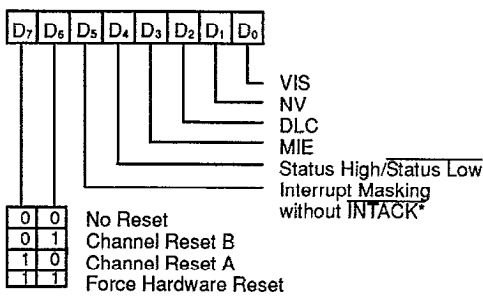 D₇ D₆ D₅ D₄ D₃ D₂ D₁ D₀
VIS
NV
DLC
MIE
Status High/Status Low
Interrupt Masking
without INTACK*
0 0 No Reset
0 1 Channel Reset B
1 0 Channel Reset A
1 1 Force Hardware Reset